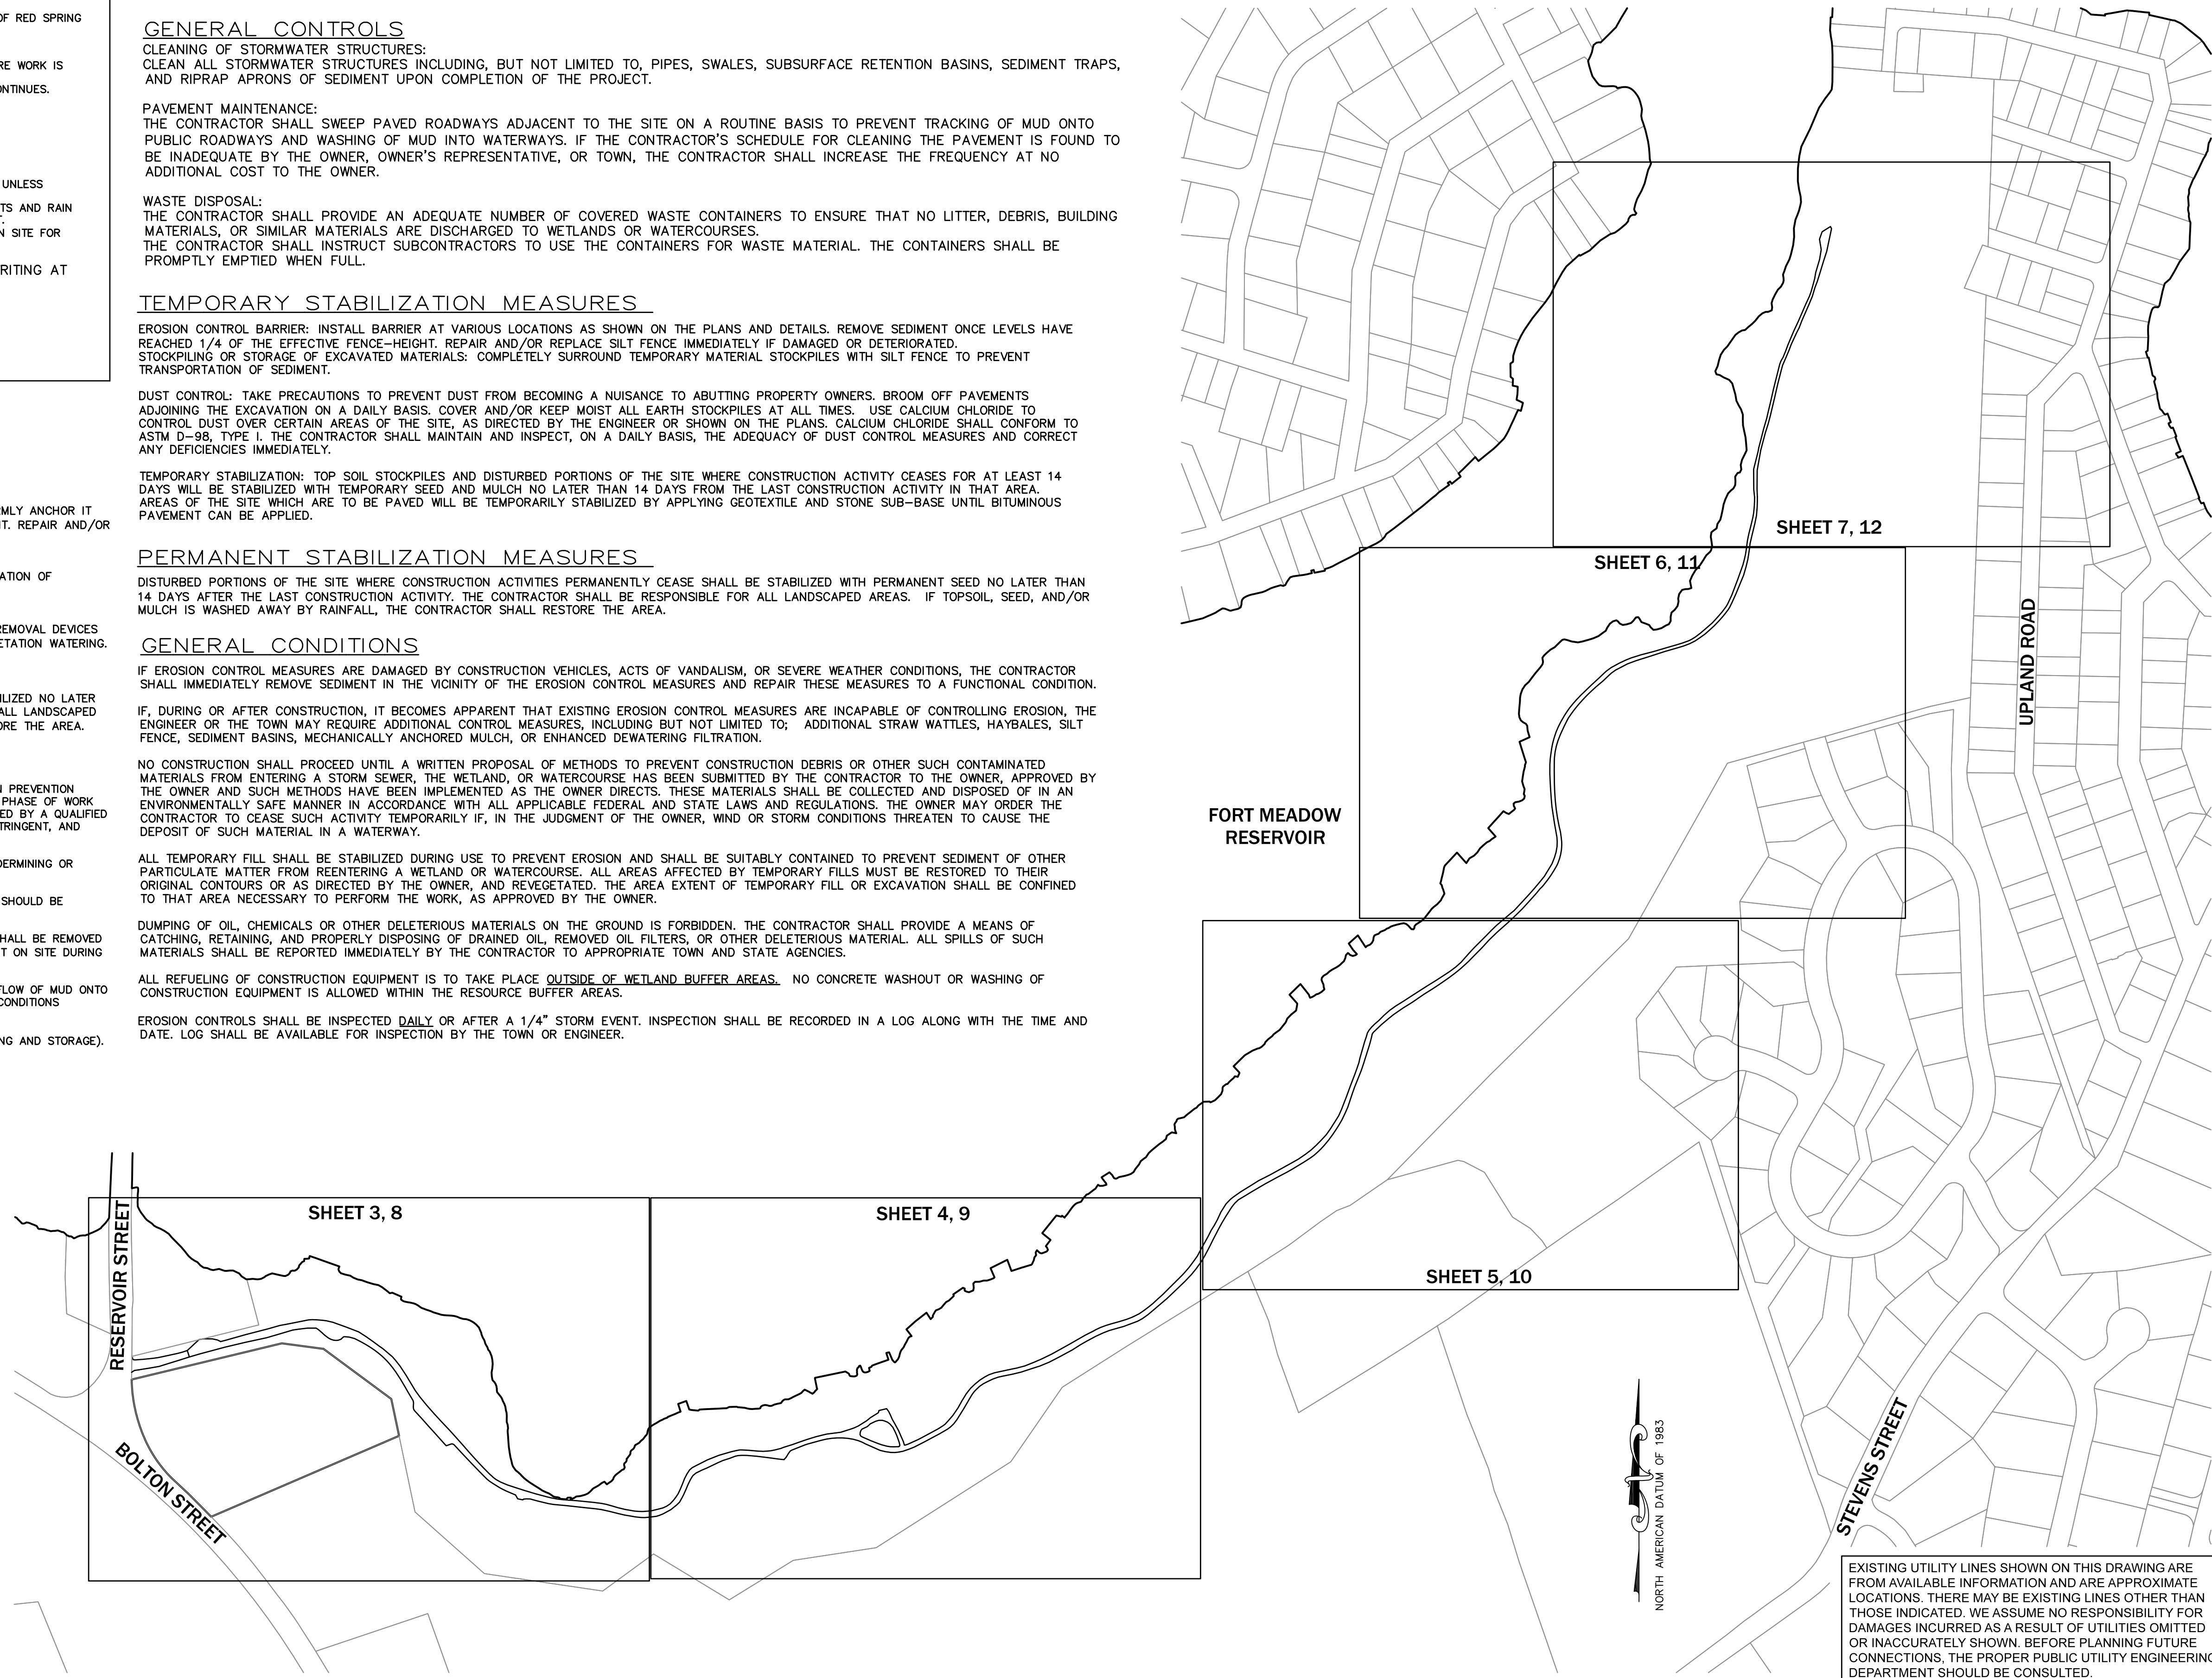 OF RED SPRING
RE WORK IS
ONTINUES.
UNLESS
TS AND RAIN
T.
N SITE FOR
RITING AT
RMLY ANCHOR IT
NT. REPAIR AND/OR
ATION OF
REMOVAL DEVICES
ETATION WATERING.
ILIZED NO LATER
ALL LANDSCAPED
ORE THE AREA.
N PREVENTION
PHASE OF WORK
ED BY A QUALIFIED
TRINGENT, AND
DERMINING OR
SHOULD BE
SHALL BE REMOVED
T ON SITE DURING
FLOW OF MUD ONTO
CONDITIONS
NG AND STORAGE).
GENERAL CONTROLS
CLEANING OF STORMWATER STRUCTURES:
CLEAN ALL STORMWATER STRUCTURES INCLUDING, BUT NOT LIMITED TO, PIPES, SWALES, SUBSURFACE RETENTION BASINS, SEDIMENT TRAPS,
AND RIPRAP APRONS OF SEDIMENT UPON COMPLETION OF THE PROJECT.
PAVEMENT MAINTENANCE:
THE CONTRACTOR SHALL SWEEP PAVED ROADWAYS ADJACENT TO THE SITE ON A ROUTINE BASIS TO PREVENT TRACKING OF MUD ONTO
PUBLIC ROADWAYS AND WASHING OF MUD INTO WATERWAYS. IF THE CONTRACTOR'S SCHEDULE FOR CLEANING THE PAVEMENT IS FOUND TO
BE INADEQUATE BY THE OWNER, OWNER'S REPRESENTATIVE, OR TOWN, THE CONTRACTOR SHALL INCREASE THE FREQUENCY AT NO
ADDITIONAL COST TO THE OWNER.
WASTE DISPOSAL:
THE CONTRACTOR SHALL PROVIDE AN ADEQUATE NUMBER OF COVERED WASTE CONTAINERS TO ENSURE THAT NO LITTER, DEBRIS, BUILDING
MATERIALS, OR SIMILAR MATERIALS ARE DISCHARGED TO WETLANDS OR WATERCOURSES.
THE CONTRACTOR SHALL INSTRUCT SUBCONTRACTORS TO USE THE CONTAINERS FOR WASTE MATERIAL. THE CONTAINERS SHALL BE
PROMPTLY EMPTIED WHEN FULL.
TEMPORARY STABILIZATION MEASURES
EROSION CONTROL BARRIER: INSTALL BARRIER AT VARIOUS LOCATIONS AS SHOWN ON THE PLANS AND DETAILS. REMOVE SEDIMENT ONCE LEVELS HAVE
REACHED 1/4 OF THE EFFECTIVE FENCE-HEIGHT. REPAIR AND/OR REPLACE SILT FENCE IMMEDIATELY IF DAMAGED OR DETERIORATED.
STOCKPILING OR STORAGE OF EXCAVATED MATERIALS: COMPLETELY SURROUND TEMPORARY MATERIAL STOCKPILES WITH SILT FENCE TO PREVENT
TRANSPORTATION OF SEDIMENT.
DUST CONTROL: TAKE PRECAUTIONS TO PREVENT DUST FROM BECOMING A NUISANCE TO ABUTTING PROPERTY OWNERS. BROOM OFF PAVEMENTS
ADJOINING THE EXCAVATION ON A DAILY BASIS. COVER AND/OR KEEP MOIST ALL EARTH STOCKPILES AT ALL TIMES. USE CALCIUM CHLORIDE TO
CONTROL DUST OVER CERTAIN AREAS OF THE SITE, AS DIRECTED BY THE ENGINEER OR SHOWN ON THE PLANS. CALCIUM CHLORIDE SHALL CONFORM TO
ASTM D-98, TYPE I. THE CONTRACTOR SHALL MAINTAIN AND INSPECT, ON A DAILY BASIS, THE ADEQUACY OF DUST CONTROL MEASURES AND CORRECT
ANY DEFICIENCIES IMMEDIATELY.
TEMPORARY STABILIZATION: TOP SOIL STOCKPILES AND DISTURBED PORTIONS OF THE SITE WHERE CONSTRUCTION ACTIVITY CEASES FOR AT LEAST 14
DAYS WILL BE STABILIZED WITH TEMPORARY SEED AND MULCH NO LATER THAN 14 DAYS FROM THE LAST CONSTRUCTION ACTIVITY IN THAT AREA.
AREAS OF THE SITE WHICH ARE TO BE PAVED WILL BE TEMPORARILY STABILIZED BY APPLYING GEOTEXTILE AND STONE SUB-BASE UNTIL BITUMINOUS
PAVEMENT CAN BE APPLIED.
PERMANENT STABILIZATION MEASURES
DISTURBED PORTIONS OF THE SITE WHERE CONSTRUCTION ACTIVITIES PERMANENTLY CEASE SHALL BE STABILIZED WITH PERMANENT SEED NO LATER THAN
14 DAYS AFTER THE LAST CONSTRUCTION ACTIVITY. THE CONTRACTOR SHALL BE RESPONSIBLE FOR ALL LANDSCAPED AREAS. IF TOPSOIL, SEED, AND/OR
MULCH IS WASHED AWAY BY RAINFALL, THE CONTRACTOR SHALL RESTORE THE AREA.
GENERAL CONDITIONS
IF EROSION CONTROL MEASURES ARE DAMAGED BY CONSTRUCTION VEHICLES, ACTS OF VANDALISM, OR SEVERE WEATHER CONDITIONS, THE CONTRACTOR
SHALL IMMEDIATELY REMOVE SEDIMENT IN THE VICINITY OF THE EROSION CONTROL MEASURES AND REPAIR THESE MEASURES TO A FUNCTIONAL CONDITION.
IF, DURING OR AFTER CONSTRUCTION, IT BECOMES APPARENT THAT EXISTING EROSION CONTROL MEASURES ARE INCAPABLE OF CONTROLLING EROSION, THE
ENGINEER OR THE TOWN MAY REQUIRE ADDITIONAL CONTROL MEASURES, INCLUDING BUT NOT LIMITED TO; ADDITIONAL STRAW WATTLES, HAYBALES, SILT
FENCE, SEDIMENT BASINS, MECHANICALLY ANCHORED MULCH, OR ENHANCED DEWATERING FILTRATION.
NO CONSTRUCTION SHALL PROCEED UNTIL A WRITTEN PROPOSAL OF METHODS TO PREVENT CONSTRUCTION DEBRIS OR OTHER SUCH CONTAMINATED
MATERIALS FROM ENTERING A STORM SEWER, THE WETLAND, OR WATERCOURSE HAS BEEN SUBMITTED BY THE CONTRACTOR TO THE OWNER, APPROVED BY
THE OWNER AND SUCH METHODS HAVE BEEN IMPLEMENTED AS THE OWNER DIRECTS. THESE MATERIALS SHALL BE COLLECTED AND DISPOSED OF IN AN
ENVIRONMENTALLY SAFE MANNER IN ACCORDANCE WITH ALL APPLICABLE FEDERAL AND STATE LAWS AND REGULATIONS. THE OWNER MAY ORDER THE
CONTRACTOR TO CEASE SUCH ACTIVITY TEMPORARILY IF, IN THE JUDGMENT OF THE OWNER, WIND OR STORM CONDITIONS THREATEN TO CAUSE THE
DEPOSIT OF SUCH MATERIAL IN A WATERWAY.
ALL TEMPORARY FILL SHALL BE STABILIZED DURING USE TO PREVENT EROSION AND SHALL BE SUITABLY CONTAINED TO PREVENT SEDIMENT OF OTHER
PARTICULATE MATTER FROM REENTERING A WETLAND OR WATERCOURSE. ALL AREAS AFFECTED BY TEMPORARY FILLS MUST BE RESTORED TO THEIR
ORIGINAL CONTOURS OR AS DIRECTED BY THE OWNER, AND REVEGETATED. THE AREA EXTENT OF TEMPORARY FILL OR EXCAVATION SHALL BE CONFINED
TO THAT AREA NECESSARY TO PERFORM THE WORK, AS APPROVED BY THE OWNER.
DUMPING OF OIL, CHEMICALS OR OTHER DELETERIOUS MATERIALS ON THE GROUND IS FORBIDDEN. THE CONTRACTOR SHALL PROVIDE A MEANS OF
CATCHING, RETAINING, AND PROPERLY DISPOSING OF DRAINED OIL, REMOVED OIL FILTERS, OR OTHER DELETERIOUS MATERIAL. ALL SPILLS OF SUCH
MATERIALS SHALL BE REPORTED IMMEDIATELY BY THE CONTRACTOR TO APPROPRIATE TOWN AND STATE AGENCIES.
ALL REFUELING OF CONSTRUCTION EQUIPMENT IS TO TAKE PLACE OUTSIDE OF WETLAND BUFFER AREAS. NO CONCRETE WASHOUT OR WASHING OF
CONSTRUCTION EQUIPMENT IS ALLOWED WITHIN THE RESOURCE BUFFER AREAS.
EROSION CONTROLS SHALL BE INSPECTED DAILY OR AFTER A 1/4" STORM EVENT. INSPECTION SHALL BE RECORDED IN A LOG ALONG WITH THE TIME AND
DATE. LOG SHALL BE AVAILABLE FOR INSPECTION BY THE TOWN OR ENGINEER.
SHEET 7, 12
SHEET 6, 11
UPLAND ROAD
FORT MEADOW
RESERVOIR
SHEET 3, 8
SHEET 4, 9
SHEET 5, 10
RESERVOIR STREET
BOLTON STREET
STEVENS STREET
NORTH AMERICAN DATUM OF 1983
EXISTING UTILITY LINES SHOWN ON THIS DRAWING ARE
FROM AVAILABLE INFORMATION AND ARE APPROXIMATE
LOCATIONS. THERE MAY BE EXISTING LINES OTHER THAN
THOSE INDICATED. WE ASSUME NO RESPONSIBILITY FOR
DAMAGES INCURRED AS A RESULT OF UTILITIES OMITTED
OR INACCURATELY SHOWN. BEFORE PLANNING FUTURE
CONNECTIONS, THE PROPER PUBLIC UTILITY ENGINEERING
DEPARTMENT SHOULD BE CONSULTED.